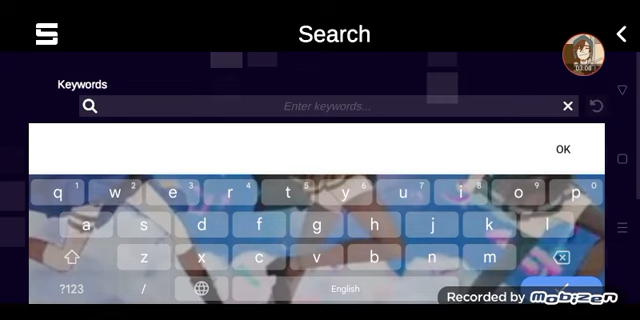 Search
03:08
Keywords
Enter keywords...
OK
q 1 w 2 e 3 r 4 t 5 y 6 u 7 i 8 o 9 p 0
a s d f g h j k l
z x c v b n m
?123 / English
Recorded by Mobizen